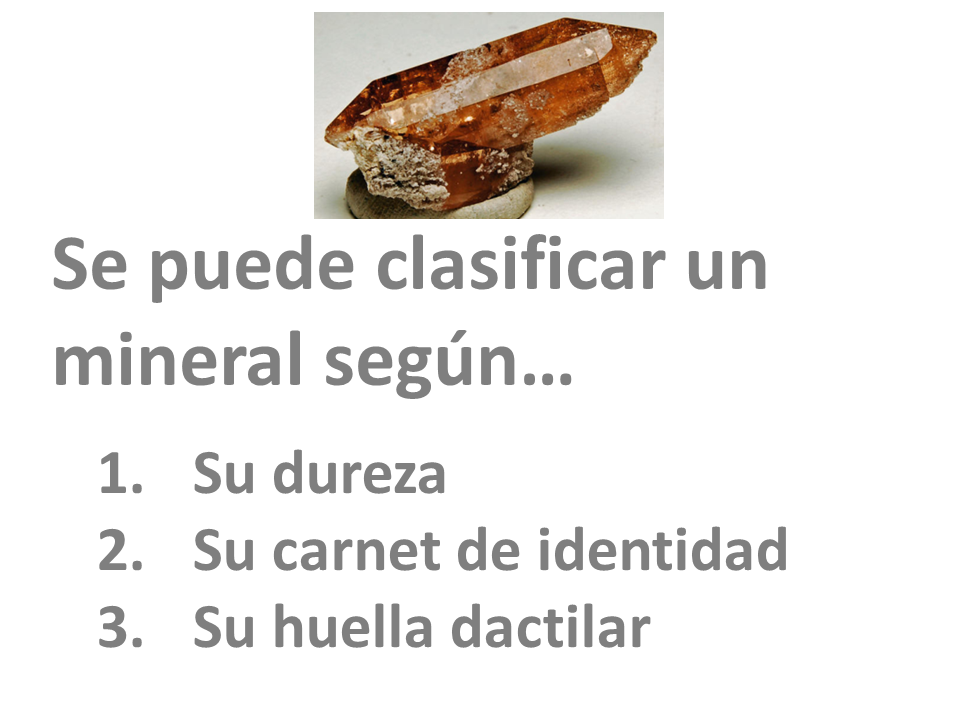 Se puede clasificar un
mineral según…
1. Su dureza
2. Su carnet de identidad
3. Su huella dactilar